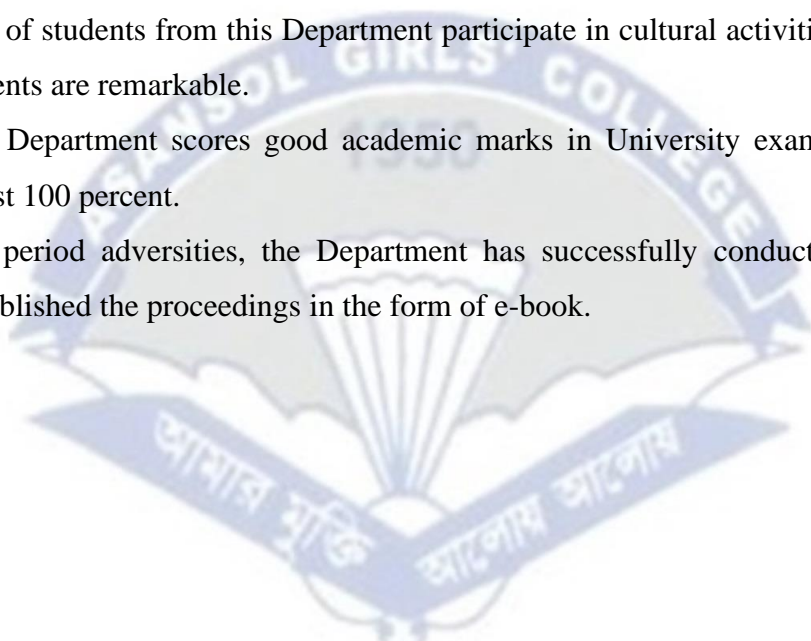 of students from this Department participate in cultural activiti
ents are remarkable.
Department scores good academic marks in University exam
st 100 percent.
period adversities, the Department has successfully conduct
blished the proceedings in the form of e-book.
ASANSOL GIRLS' COLLEGE
1950
আমার মুক্তি আলোয় আলোয়